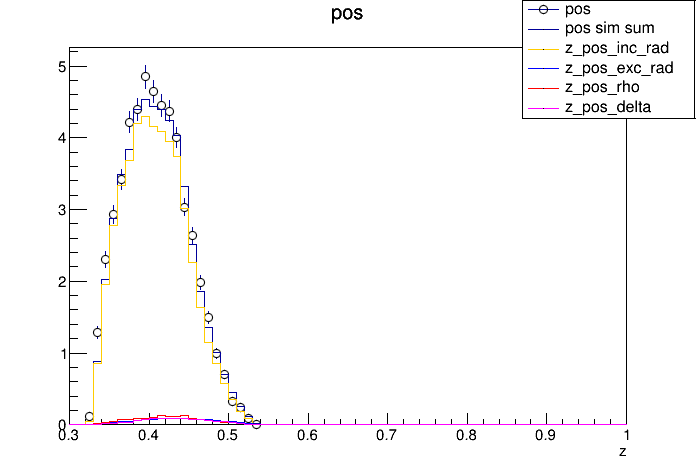 pos
pos
pos sim sum
z_pos_inc_rad
z_pos_exc_rad
z_pos_rho
z_pos_delta
5
4
3
2
1
0
0.3 0.4 0.5 0.6 0.7 0.8 0.9 1
z